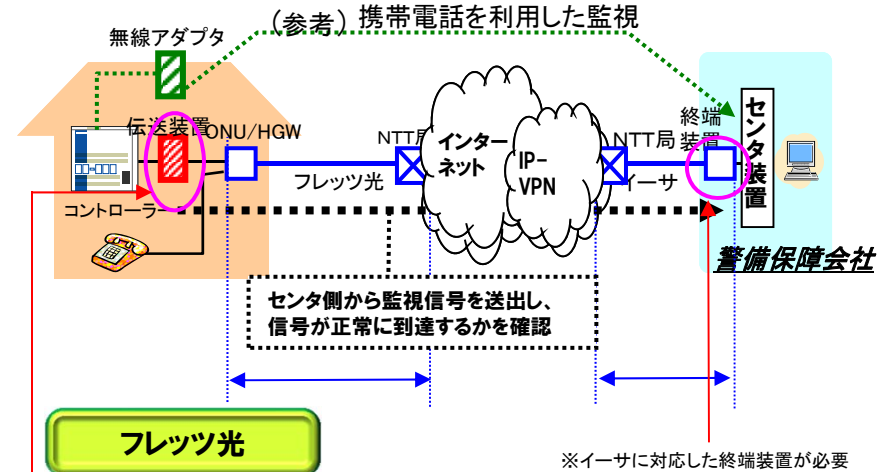 (参考) 携帯電話を利用した監視
無線アダプタ
伝送装置
ONU/HGW
NTT局
インター
ネット
IP-
VPN
NTT局
終端
装置
センタ装置
フレッツ光
イーサ
コントローラー
警備保障会社
センタ側から監視信号を送出し、
信号が正常に到達するかを確認
フレッツ光
※イーサに対応した終端装置が必要